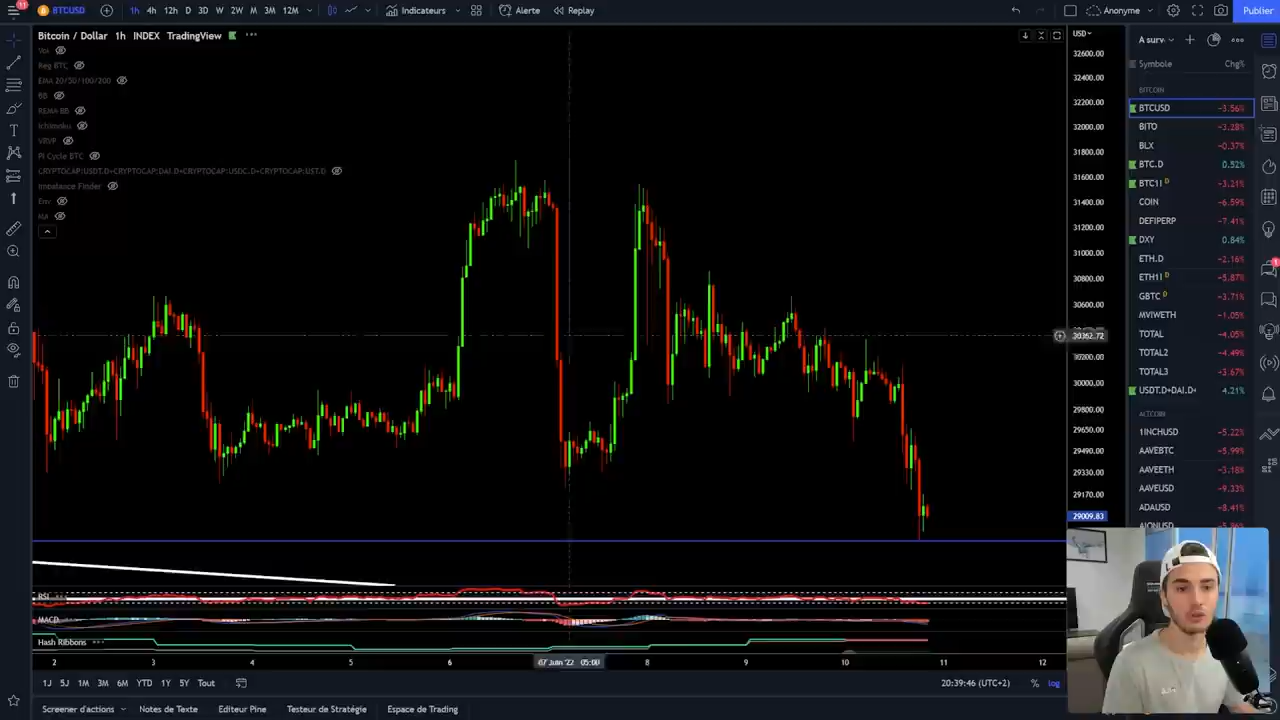 11
BTCUSD
1h 4h 12h D 3D W 2W M 3M 12M
Indicateurs
Alerte
Replay
Anonyme
Publier
Bitcoin / Dollar 1h INDEX TradingView
Vol
Reg BTC
EMA 20/50/100/200
BB
REMA BB
Ichimoku
VRVP
Pi Cycle BTC
CRYPTOCAP:USDT.D+CRYPTOCAP:DAI.D+CRYPTOCAP:USDC.D+CRYPTOCAP:UST.D
Imbalance Finder
Env
MA
USD
32600.00
32400.00
32200.00
32000.00
31800.00
31600.00
31400.00
31200.00
31000.00
30800.00
30600.00
30362.72
30200.00
30000.00
29800.00
29650.00
29490.00
29330.00
29170.00
29009.83
RSI
MACD
Hash Ribbons
2 3 4 5 6 07 Juin '22 05:00 8 9 10 11 12
1J 5J 1M 3M 6M YTD 1A 5A Tout
20:39:46 (UTC+2) % log
Screener d'actions
Notes de Texte
Editeur Pine
Testeur de Stratégie
Espace de Trading
A surv
Symbole Chg%
BITCOIN
BTCUSD -3.56%
BITO -3.28%
BLX -0.37%
BTC.D 0.52%
BTC1! D -3.21%
COIN -6.59%
DEFIPERP -7.41%
DXY 0.84%
ETH.D -2.16%
ETH1! D -5.87%
GBTC D -3.71%
MVIWETH -1.05%
TOTAL -4.05%
TOTAL2 -4.49%
TOTAL3 -3.67%
USDT.D+DAI.D+ 4.21%
ALTCOIN
1INCHUSD -5.22%
AAVEBTC -5.99%
AAVEETH -3.18%
AAVEUSD -9.33%
ADAUSD -8.41%
AIONUSD
1